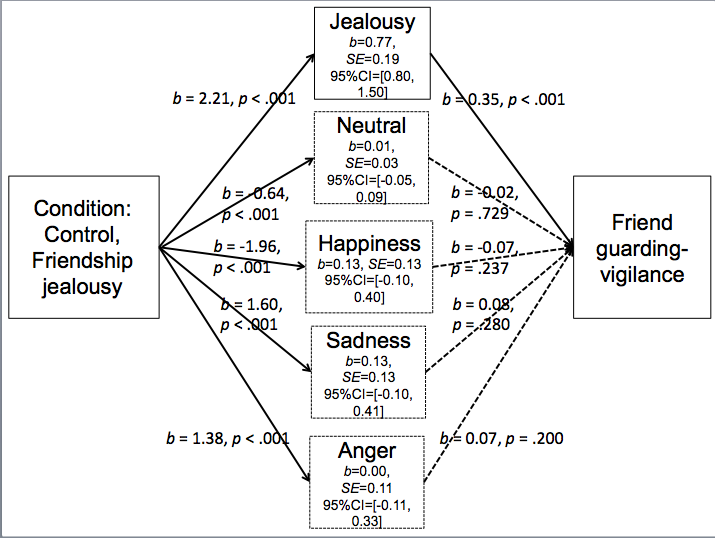 Jealousy
b=0.77,
SE=0.19
95%CI=[0.80,
1.50]
b = 2.21, p < .001
b = 0.35, p < .001
Neutral
b=0.01,
SE=0.03
95%CI=[-0.05,
0.09]
b = -0.64,
p < .001
b = -0.02,
p = .729
Condition:
Control,
Friendship
jealousy
Happiness
b=0.13, SE=0.13
95%CI=[-0.10,
0.40]
b = -1.96,
p < .001
b = -0.07,
p = .237
Friend
guarding-
vigilance
b = 1.60,
p < .001
b = 0.08,
p = .280
Sadness
b=0.13,
SE=0.13
95%CI=[-0.10,
0.41]
b = 1.38, p < .001
b = 0.07, p = .200
Anger
b=0.00,
SE=0.11
95%CI=[-0.11,
0.33]